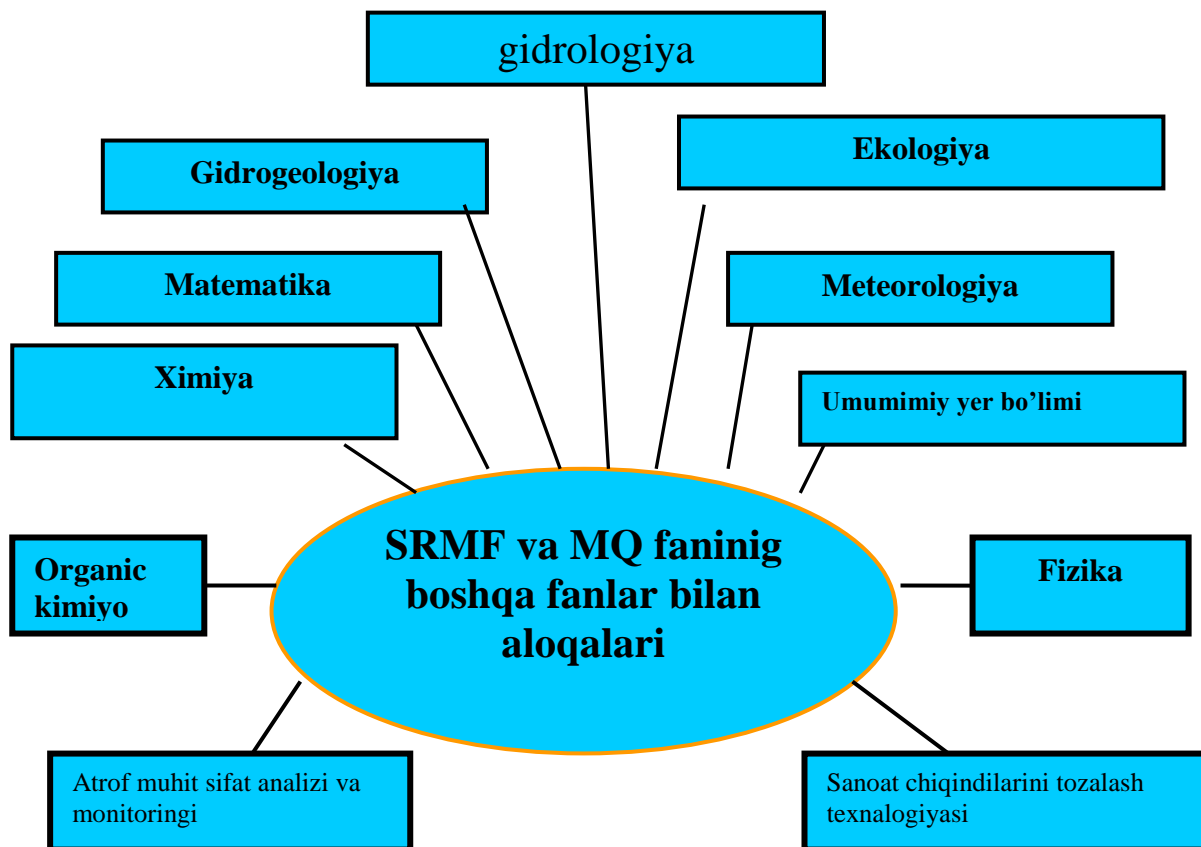 gidrologiya
Ekologiya
Gidrogeologiya
Matematika
Meteorologiya
Ximiya
Umumimiy yer bo’limi
SRMF va MQ faninig
boshqa fanlar bilan
aloqalari
Organic
kimiyo
Fizika
Atrof muhit sifat analizi va
monitoringi
Sanoat chiqindilarini tozalash
texnalogiyasi